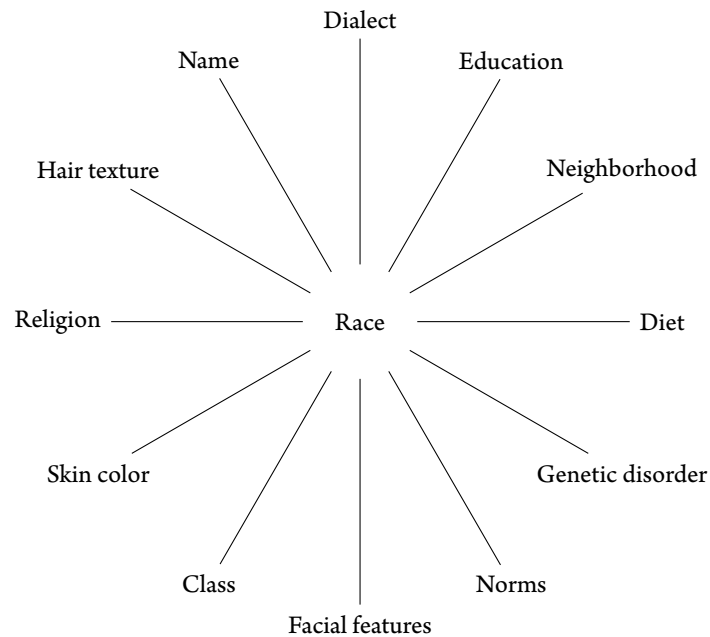 Dialect
Name
Education
Hair texture
Neighborhood
Religion
Race
Diet
Skin color
Genetic disorder
Class
Norms
Facial features